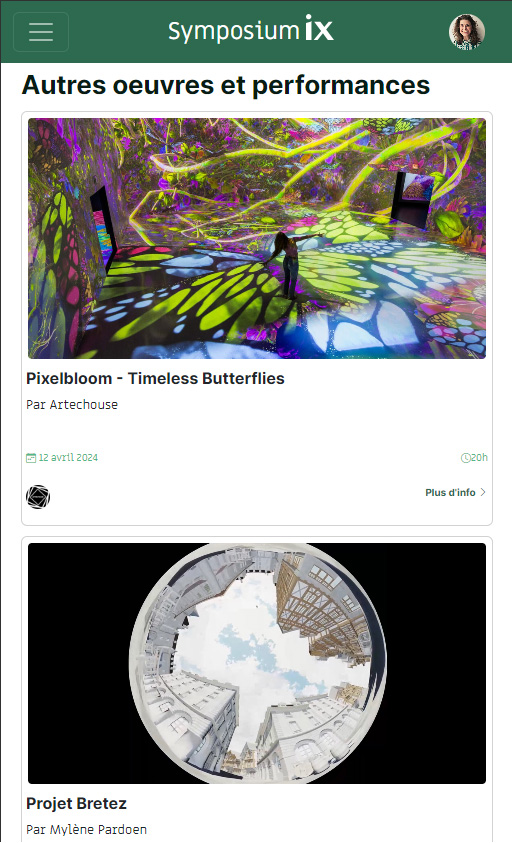 Symposium ix
Autres oeuvres et performances
Pixelbloom - Timeless Butterflies
Par Artechouse
12 avril 2024
20h
Plus d'info
Projet Bretez
Par Mylène Pardoen